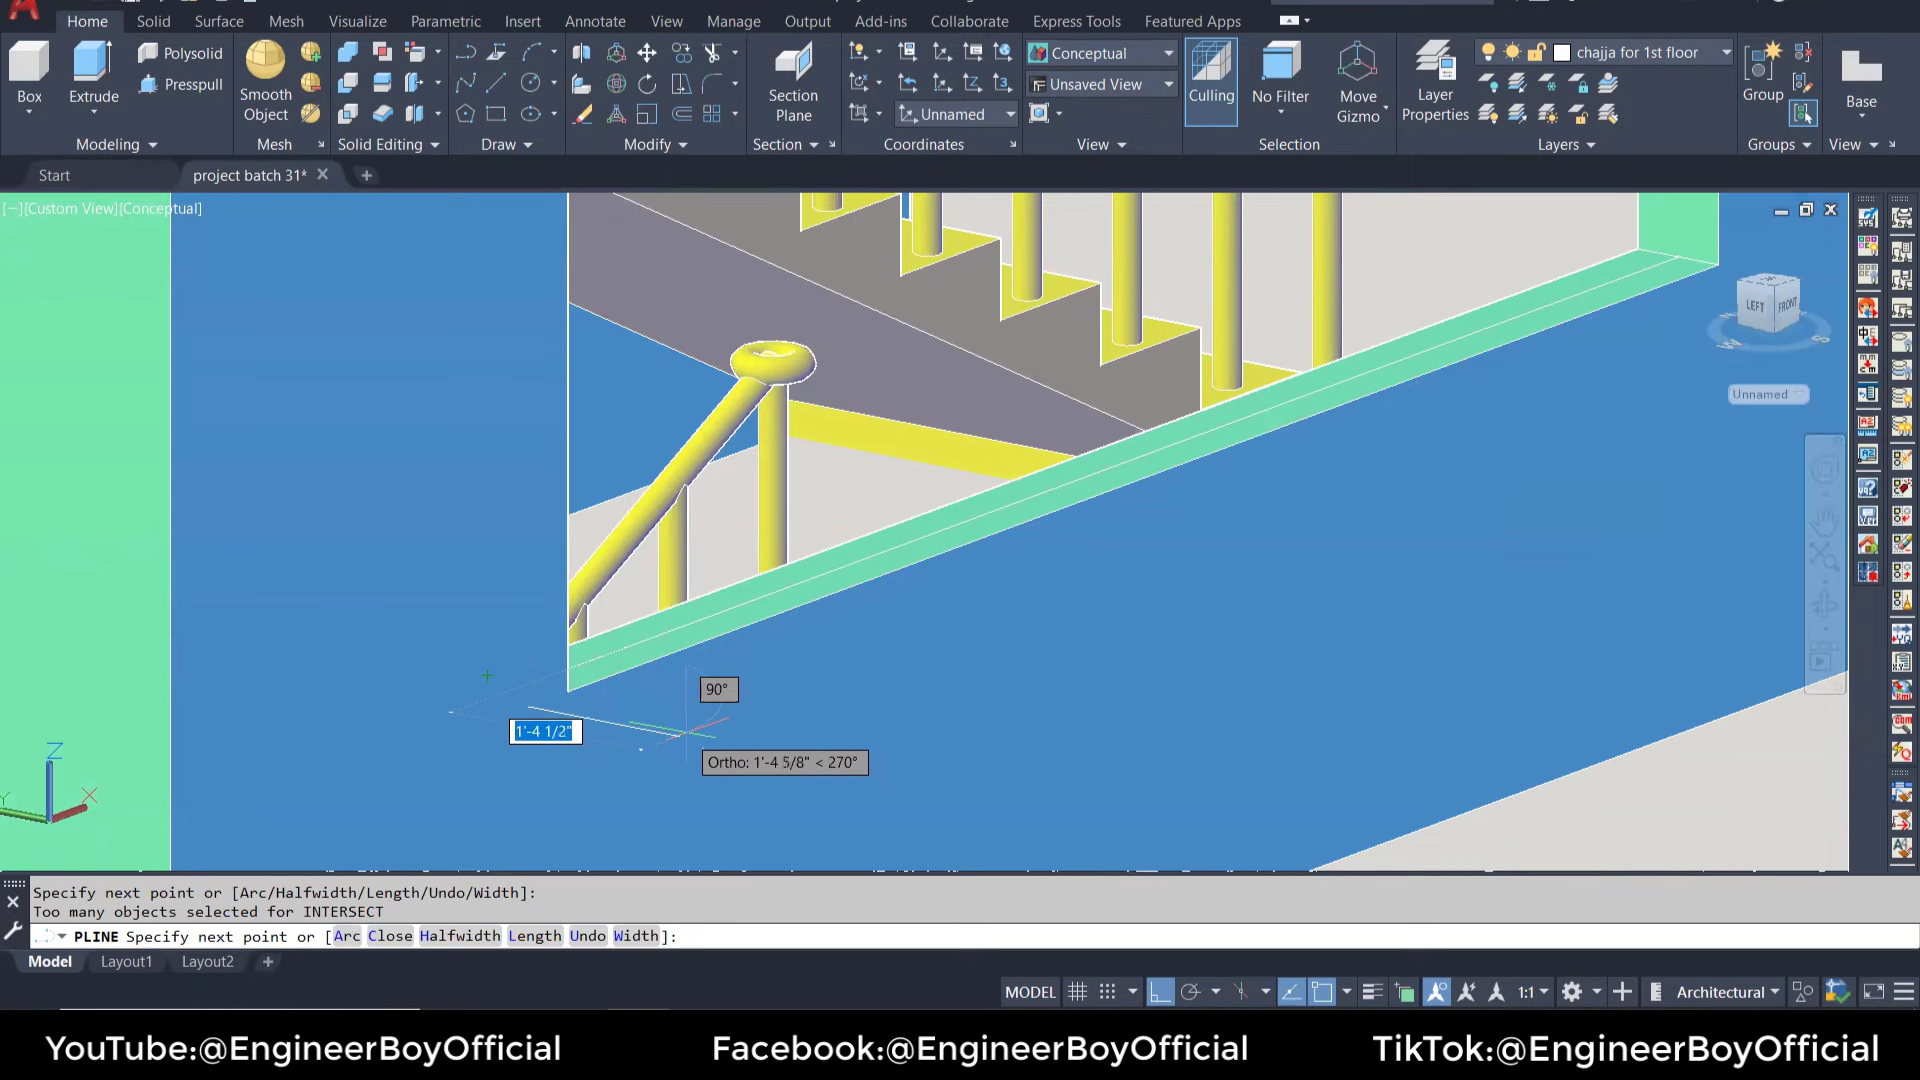 Home Solid Surface Mesh Visualize Parametric Insert Annotate View Manage Output Add-ins Collaborate Express Tools Featured Apps
Polysolid
Conceptual
chajja for 1st floor
Presspull
Unsaved View
Box
Extrude
Smooth
Object
Section
Plane
Unnamed
Culling
No Filter
Move
Gizmo
Layer
Properties
Group
Base
Modeling
Mesh
Solid Editing
Draw
Modify
Section
Coordinates
View
Selection
Layers
Groups
View
Start
project batch 31*
[−][Custom View][Conceptual]
LEFT
FRONT
Unnamed
90°
1'-4 1/2"
Ortho: 1'-4 5/8" < 270°
Z
X
Y
Specify next point or [Arc/Halfwidth/Length/Undo/Width]:
Too many objects selected for INTERSECT
PLINE Specify next point or [Arc Close Halfwidth Length Undo Width]:
Model Layout1 Layout2
MODEL
1:1
Architectural
YouTube:@EngineerBoyOfficial Facebook:@EngineerBoyOfficial TikTok:@EngineerBoyOfficial